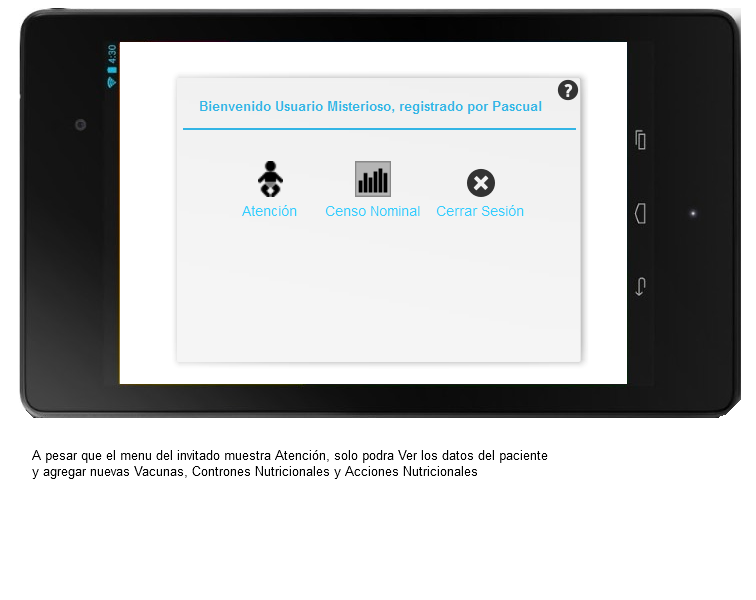 4:30
?
Bienvenido Usuario Misterioso, registrado por Pascual
Atención
Censo Nominal
Cerrar Sesión
A pesar que el menu del invitado muestra Atención, solo podra Ver los datos del paciente
y agregar nuevas Vacunas, Contrones Nutricionales y Acciones Nutricionales